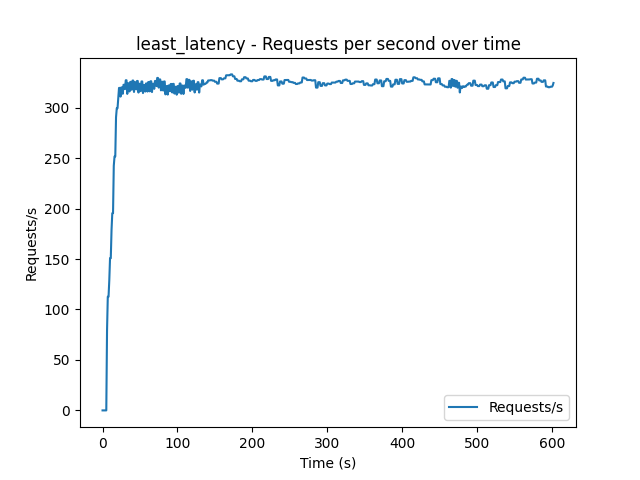 least_latency - Requests per second over time
Requests/s
300
250
200
150
100
50
0
0 100 200 300 400 500 600
Time (s)
Requests/s